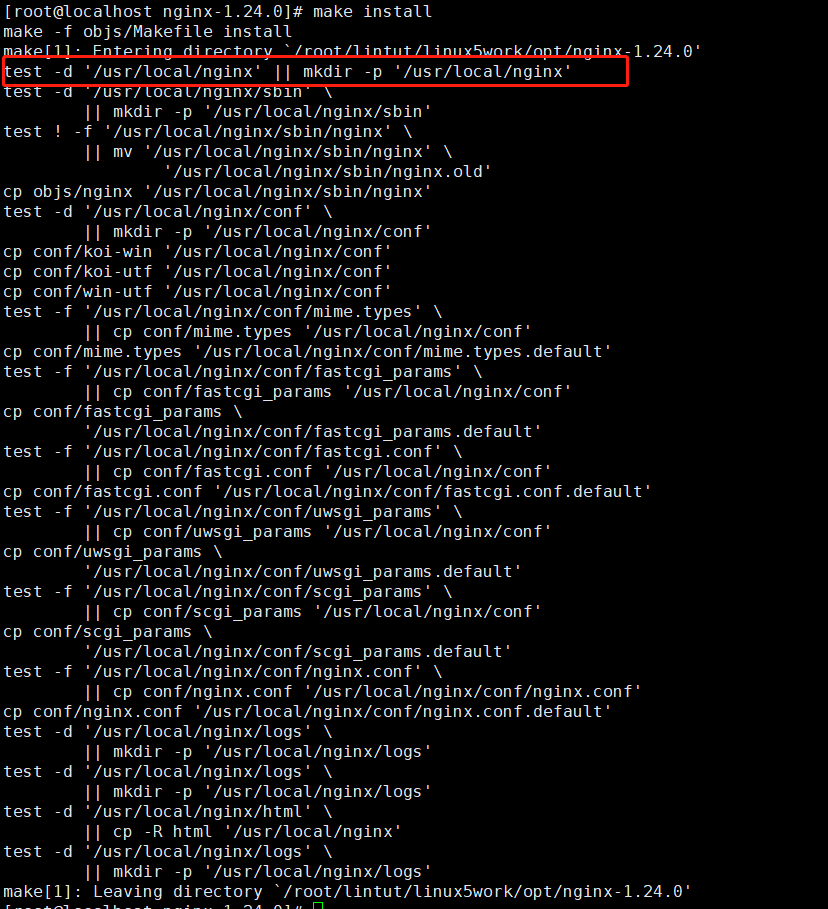 [root@localhost nginx-1.24.0]# make install
make -f objs/Makefile install
make[1]: Entering directory `/root/lintut/linux5work/opt/nginx-1.24.0'
test -d '/usr/local/nginx' || mkdir -p '/usr/local/nginx'
test -d '/usr/local/nginx/sbin' \
        || mkdir -p '/usr/local/nginx/sbin'
test ! -f '/usr/local/nginx/sbin/nginx' \
        || mv '/usr/local/nginx/sbin/nginx' \
                '/usr/local/nginx/sbin/nginx.old'
cp objs/nginx '/usr/local/nginx/sbin/nginx'
test -d '/usr/local/nginx/conf' \
        || mkdir -p '/usr/local/nginx/conf'
cp conf/koi-win '/usr/local/nginx/conf'
cp conf/koi-utf '/usr/local/nginx/conf'
cp conf/win-utf '/usr/local/nginx/conf'
test -f '/usr/local/nginx/conf/mime.types' \
        || cp conf/mime.types '/usr/local/nginx/conf'
cp conf/mime.types '/usr/local/nginx/conf/mime.types.default'
test -f '/usr/local/nginx/conf/fastcgi_params' \
        || cp conf/fastcgi_params '/usr/local/nginx/conf'
cp conf/fastcgi_params \
        '/usr/local/nginx/conf/fastcgi_params.default'
test -f '/usr/local/nginx/conf/fastcgi.conf' \
        || cp conf/fastcgi.conf '/usr/local/nginx/conf'
cp conf/fastcgi.conf '/usr/local/nginx/conf/fastcgi.conf.default'
test -f '/usr/local/nginx/conf/uwsgi_params' \
        || cp conf/uwsgi_params '/usr/local/nginx/conf'
cp conf/uwsgi_params \
        '/usr/local/nginx/conf/uwsgi_params.default'
test -f '/usr/local/nginx/conf/scgi_params' \
        || cp conf/scgi_params '/usr/local/nginx/conf'
cp conf/scgi_params \
        '/usr/local/nginx/conf/scgi_params.default'
test -f '/usr/local/nginx/conf/nginx.conf' \
        || cp conf/nginx.conf '/usr/local/nginx/conf/nginx.conf'
cp conf/nginx.conf '/usr/local/nginx/conf/nginx.conf.default'
test -d '/usr/local/nginx/logs' \
        || mkdir -p '/usr/local/nginx/logs'
test -d '/usr/local/nginx/logs' \
        || mkdir -p '/usr/local/nginx/logs'
test -d '/usr/local/nginx/html' \
        || cp -R html '/usr/local/nginx'
test -d '/usr/local/nginx/logs' \
        || mkdir -p '/usr/local/nginx/logs'
make[1]: Leaving directory `/root/lintut/linux5work/opt/nginx-1.24.0'
[root@localhost nginx-1.24.0]#